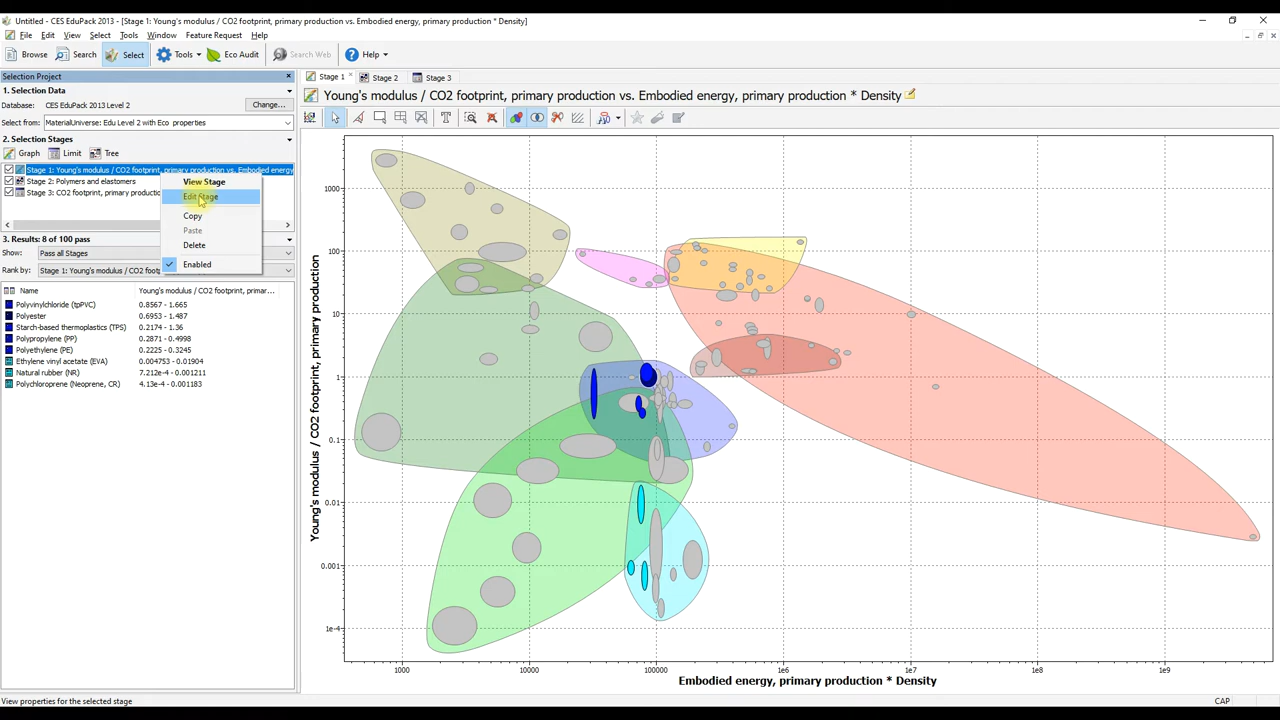 Untitled - CES EduPack 2013 - [Stage 1: Young's modulus / CO2 footprint, primary production vs. Embodied energy, primary production * Density]
File Edit View Select Tools Window Feature Request Help
Browse Search Select Tools Eco Audit Search Web Help
Selection Project
1. Selection Data
Database: CES EduPack 2013 Level 2 Change...
Select from: MaterialUniverse: Edu Level 2 with Eco properties
2. Selection Stages
Graph Limit Tree
Stage 1: Young's modulus / CO2 footprint, primary production vs. Embodied energy
Stage 2: Polymers and elastomers
Stage 3: CO2 footprint, primary productio
View Stage
Edit Stage
Copy
Paste
Delete
Enabled
3. Results: 8 of 100 pass
Show: Pass all Stages
Rank by: Stage 1: Young's modulus / CO2 foot
Name Young's modulus / CO2 footprint, primar...
Polyvinylchloride (tpPVC) 0.8567 - 1.665
Polyester 0.6953 - 1.487
Starch-based thermoplastics (TPS) 0.2174 - 1.36
Polypropylene (PP) 0.2871 - 0.4998
Polyethylene (PE) 0.2225 - 0.3245
Ethylene vinyl acetate (EVA) 0.004753 - 0.01904
Natural rubber (NR) 7.212e-4 - 0.001211
Polychloroprene (Neoprene, CR) 4.13e-4 - 0.001183
Stage 1 Stage 2 Stage 3
Young's modulus / CO2 footprint, primary production vs. Embodied energy, primary production * Density
Young's modulus / CO2 footprint, primary production
1000
100
10
1
0.1
0.01
0.001
1e-4
1000 10000 100000 1e6 1e7 1e8 1e9
Embodied energy, primary production * Density
View properties for the selected stage
CAP